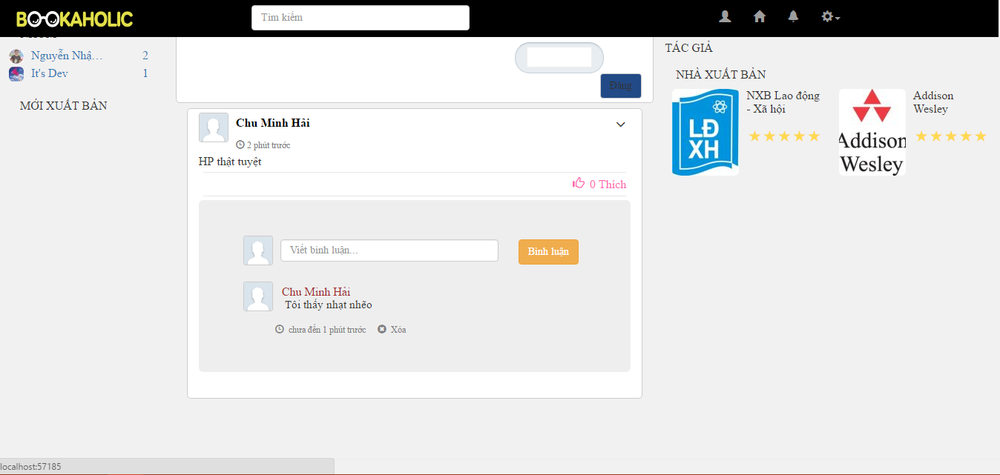 BOOKAHOLIC
Tìm kiếm
Nguyễn Nhậ… 2
It's Dev 1
MỚI XUẤT BẢN
Đăng
Chu Minh Hải
2 phút trước
HP thật tuyệt
0 Thích
Viết bình luận...
Bình luận
Chu Minh Hải
Tôi thấy nhạt nhẽo
chưa đến 1 phút trước Xóa
TÁC GIẢ
NHÀ XUẤT BẢN
LĐ
XH
NXB Lao động
- Xã hội
Addison
Wesley
Addison
Wesley
localhost:57185